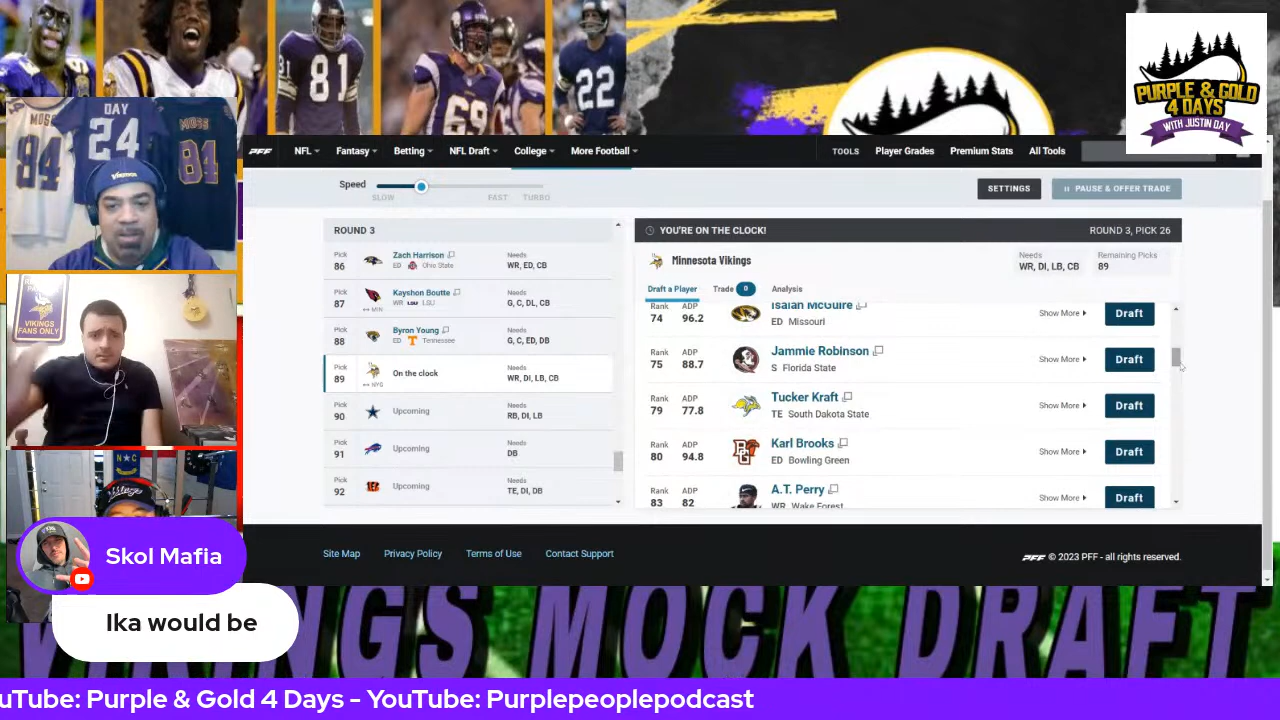 81
69
22
PURPLE & GOLD
4 DAYS
WITH JUSTIN DAY
MOSS
84
DAY
24
MOSS
84
VIKINGS
FANS ONLY
N C
PFF
NFL
Fantasy
Betting
NFL Draft
College
More Football
TOOLS
Player Grades
Premium Stats
All Tools
Speed
SLOW
FAST
TURBO
SETTINGS
PAUSE & OFFER TRADE
ROUND 3
Pick
86
Zach Harrison
ED Ohio State
Needs
WR, ED, CB
Pick
87
Kayshon Boutte
WR LSU LSU
MIN
Needs
G, C, DL, CB
Pick
88
Byron Young
ED T Tennessee
Needs
G, C, ED, DB
Pick
89
On the clock
NYG
Needs
WR, DI, LB, CB
Pick
90
Upcoming
Needs
RB, DI, LB
Pick
91
Upcoming
Needs
DB
Pick
92
Upcoming
Needs
TE, DI, DB
YOU'RE ON THE CLOCK!
ROUND 3, PICK 26
Minnesota Vikings
Needs
WR, DI, LB, CB
Remaining Picks
89
Draft a Player
Trade 0
Analysis
Rank
74
ADP
96.2
Isaiah McGuire
ED Missouri
Show More
Draft
Rank
75
ADP
88.7
Jammie Robinson
S Florida State
Show More
Draft
Rank
79
ADP
77.8
Tucker Kraft
TE South Dakota State
Show More
Draft
Rank
80
ADP
94.8
Karl Brooks
ED Bowling Green
Show More
Draft
Rank
83
ADP
82
A.T. Perry
WR Wake Forest
Show More
Draft
Site Map
Privacy Policy
Terms of Use
Contact Support
PFF © 2023 PFF - all rights reserved.
Skol Mafia
Ika would be
VIKINGS MOCK DRAFT
uTube: Purple & Gold 4 Days - YouTube: Purplepeoplepodcast